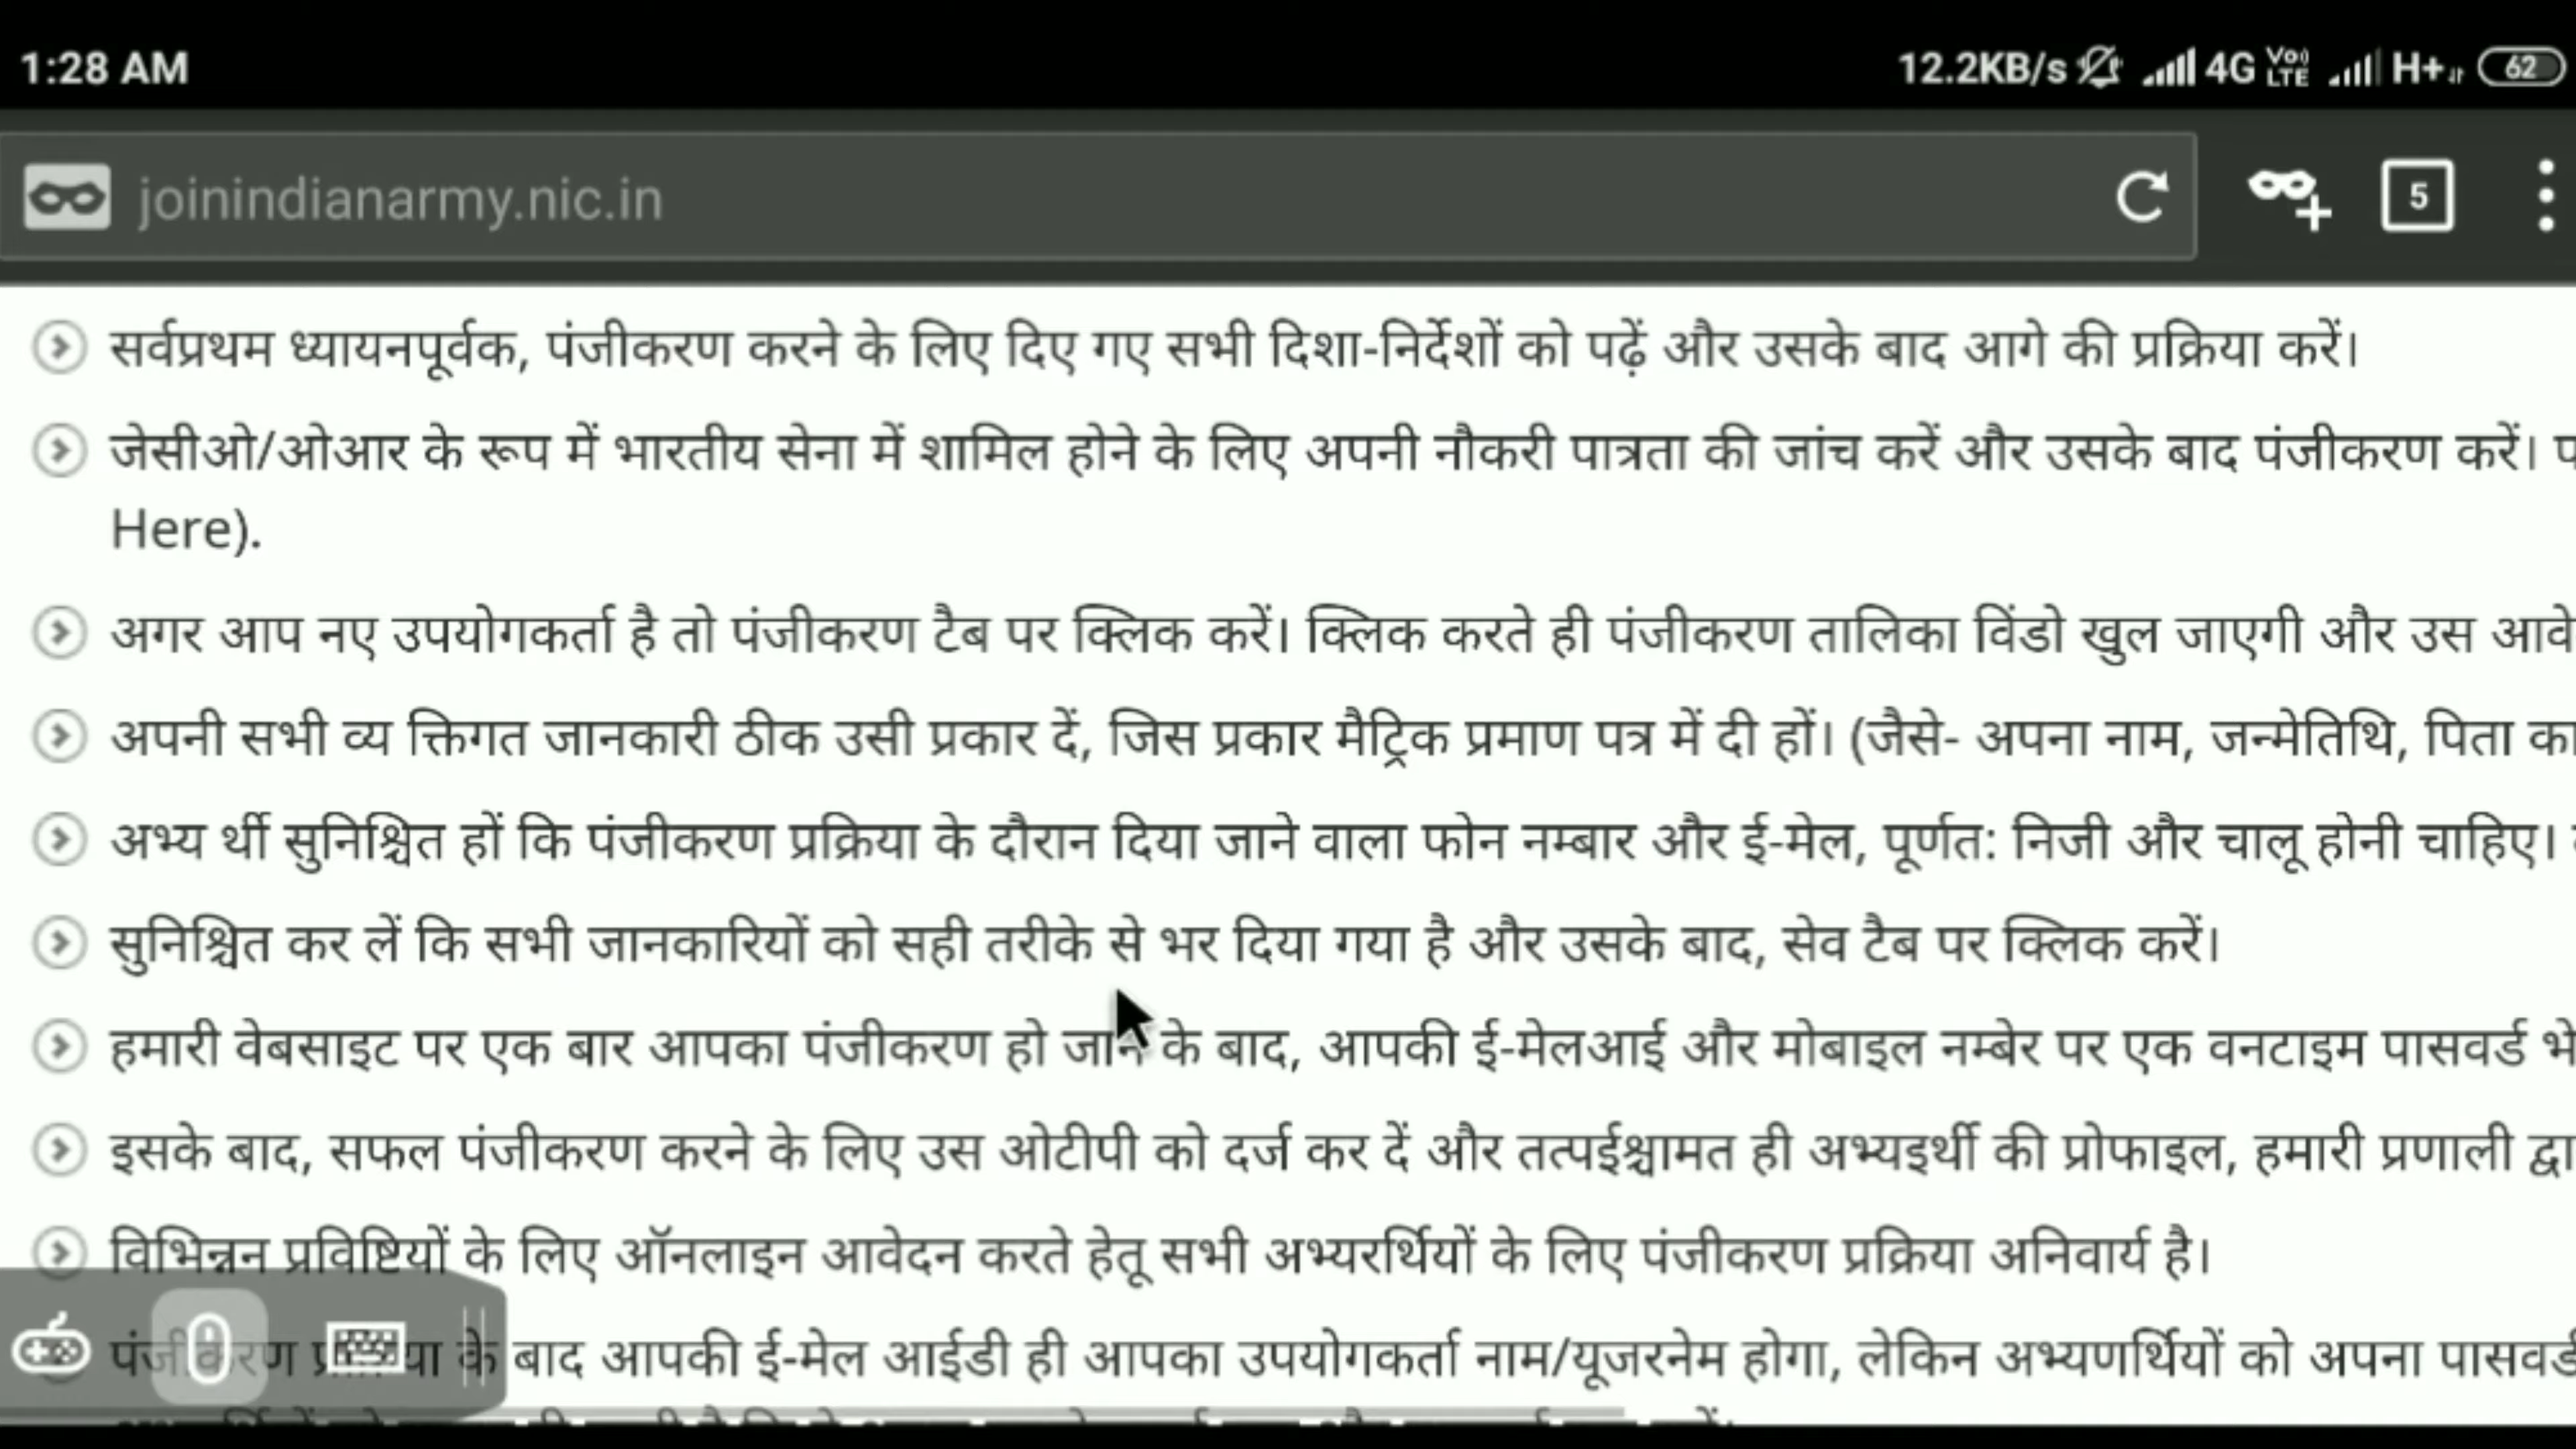 1:28 AM
12.2KB/s 4G VoLTE H+ 62
joinindianarmy.nic.in
5
सर्वप्रथम ध्यायनपूर्वक, पंजीकरण करने के लिए दिए गए सभी दिशा-निर्देशों को पढ़ें और उसके बाद आगे की प्रक्रिया करें।
जेसीओ/ओआर के रूप में भारतीय सेना में शामिल होने के लिए अपनी नौकरी पात्रता की जांच करें और उसके बाद पंजीकरण करें।
Here).
अगर आप नए उपयोगकर्ता है तो पंजीकरण टैब पर क्लिक करें। क्लिक करते ही पंजीकरण तालिका विंडो खुल जाएगी और उस आवे
अपनी सभी व्य क्तिगत जानकारी ठीक उसी प्रकार दें, जिस प्रकार मैट्रिक प्रमाण पत्र में दी हों। (जैसे- अपना नाम, जन्मेतिथि, पिता का
अभ्य र्थी सुनिश्चित हों कि पंजीकरण प्रक्रिया के दौरान दिया जाने वाला फोन नम्बार और ई-मेल, पूर्णत: निजी और चालू होनी चाहिए।
सुनिश्चित कर लें कि सभी जानकारियों को सही तरीके से भर दिया गया है और उसके बाद, सेव टैब पर क्लिक करें।
हमारी वेबसाइट पर एक बार आपका पंजीकरण हो जाने के बाद, आपकी ई-मेलआई और मोबाइल नम्बेर पर एक वनटाइम पासवर्ड भे
इसके बाद, सफल पंजीकरण करने के लिए उस ओटीपी को दर्ज कर दें और तत्पईश्चामत ही अभ्यइर्थी की प्रोफाइल, हमारी प्रणाली द्वा
विभिन्नन प्रविष्टियों के लिए ऑनलाइन आवेदन करते हेतू सभी अभ्यरर्थियों के लिए पंजीकरण प्रक्रिया अनिवार्य है।
पंजीकरण प्रक्रिया के बाद आपकी ई-मेल आईडी ही आपका उपयोगकर्ता नाम/यूजरनेम होगा, लेकिन अभ्यणर्थियों को अपना पासवर्ड